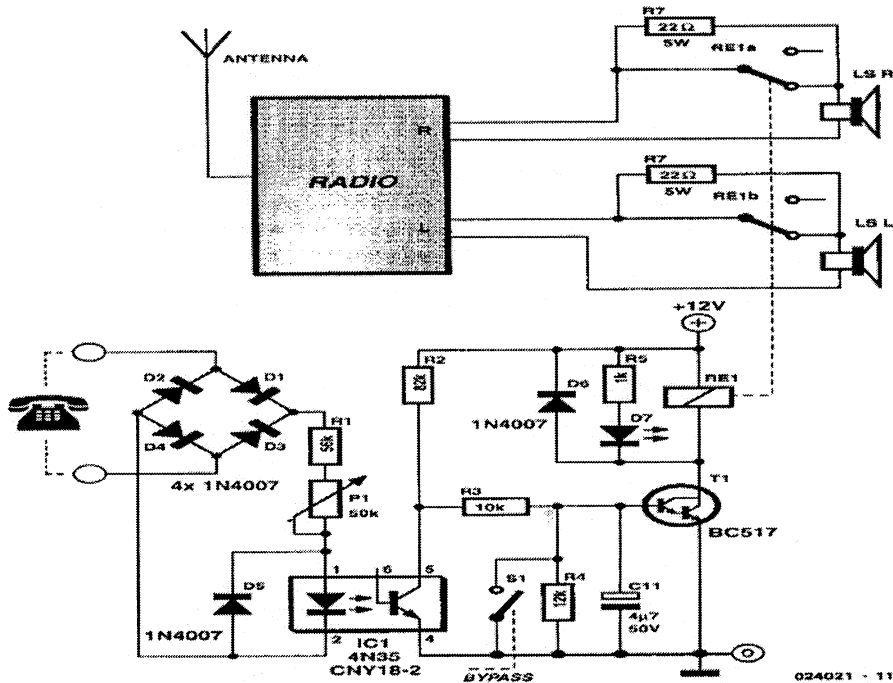 R7
22Ω
5W
RE1a
LS R
ANTENNA
R
RADIO
L
R7
22Ω
5W
RE1b
LS L
+12V
D2
D1
D4
D3
4x 1N4007
R1
56k
P1
50k
R2
82k
D6
1N4007
R5
1k
D7
RE1
T1
BC517
R3
10k
D5
1N4007
1
6
5
2
4
IC1
4N35
CNY18-2
S1
R4
12k
C11
4µ7
50V
BYPASS
024021 - 11